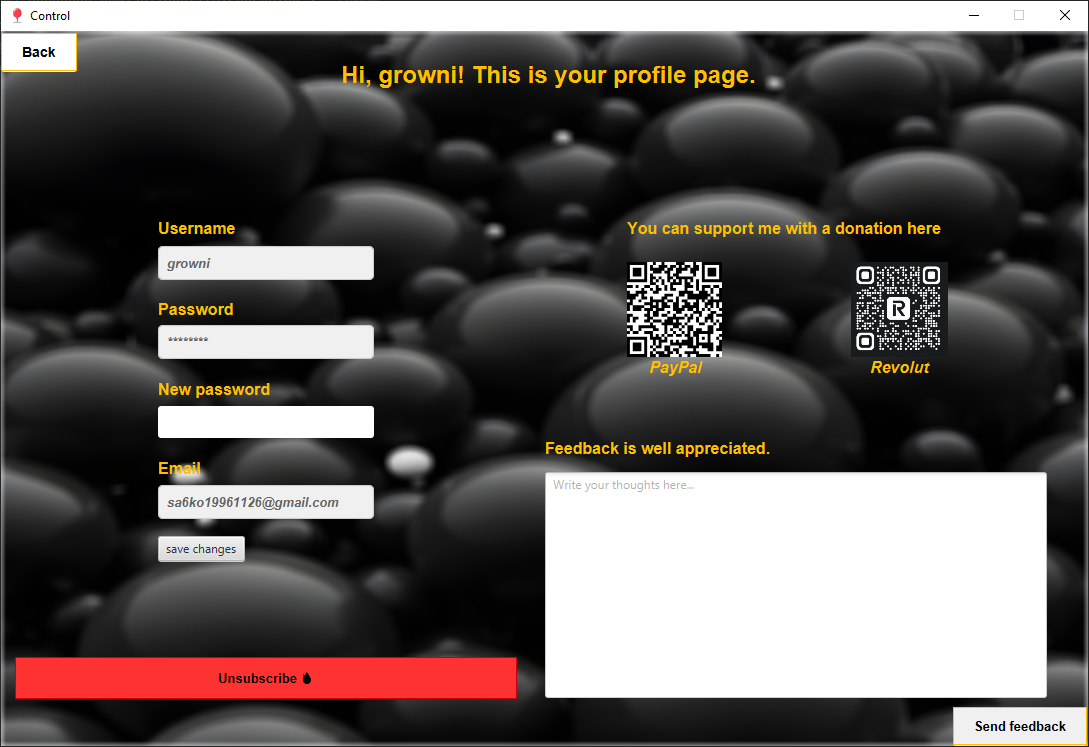 Control
Back
Hi, growni! This is your profile page.
Username
growni
Password
********
New password
Email
sa6ko19961126@gmail.com
save changes
Unsubscribe
You can support me with a donation here
R
PayPal
Revolut
Feedback is well appreciated.
Write your thoughts here...
Send feedback